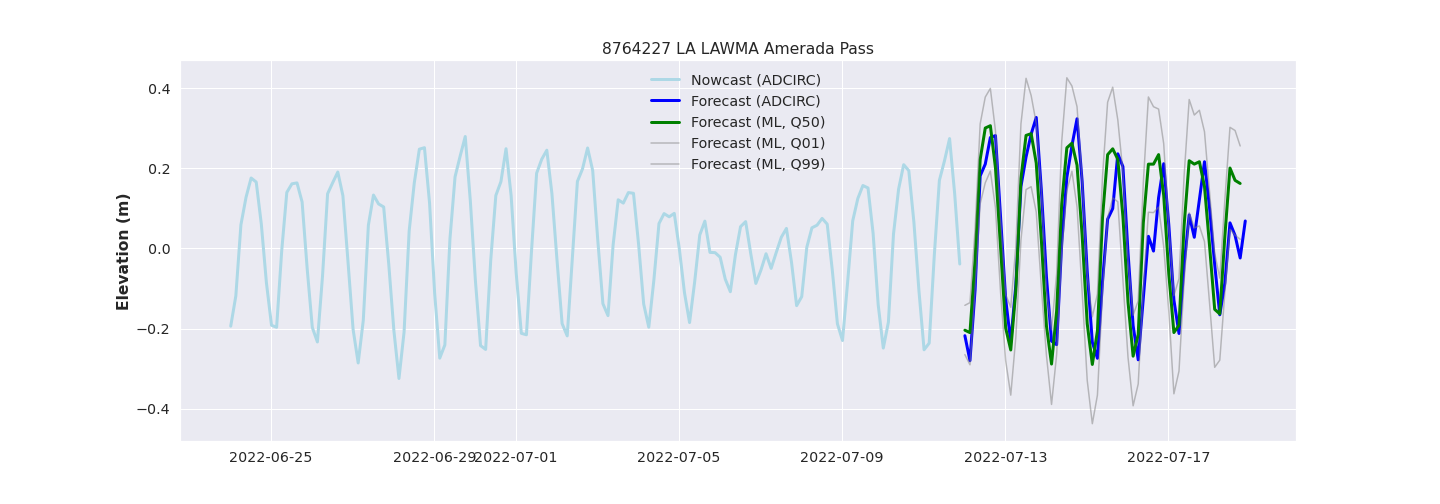 8764227 LA LAWMA Amerada Pass
Nowcast (ADCIRC)
Forecast (ADCIRC)
Forecast (ML, Q50)
Forecast (ML, Q01)
Forecast (ML, Q99)
Elevation (m)
0.4
0.2
0.0
−0.2
−0.4
2022-06-25
2022-06-29
2022-07-01
2022-07-05
2022-07-09
2022-07-13
2022-07-17